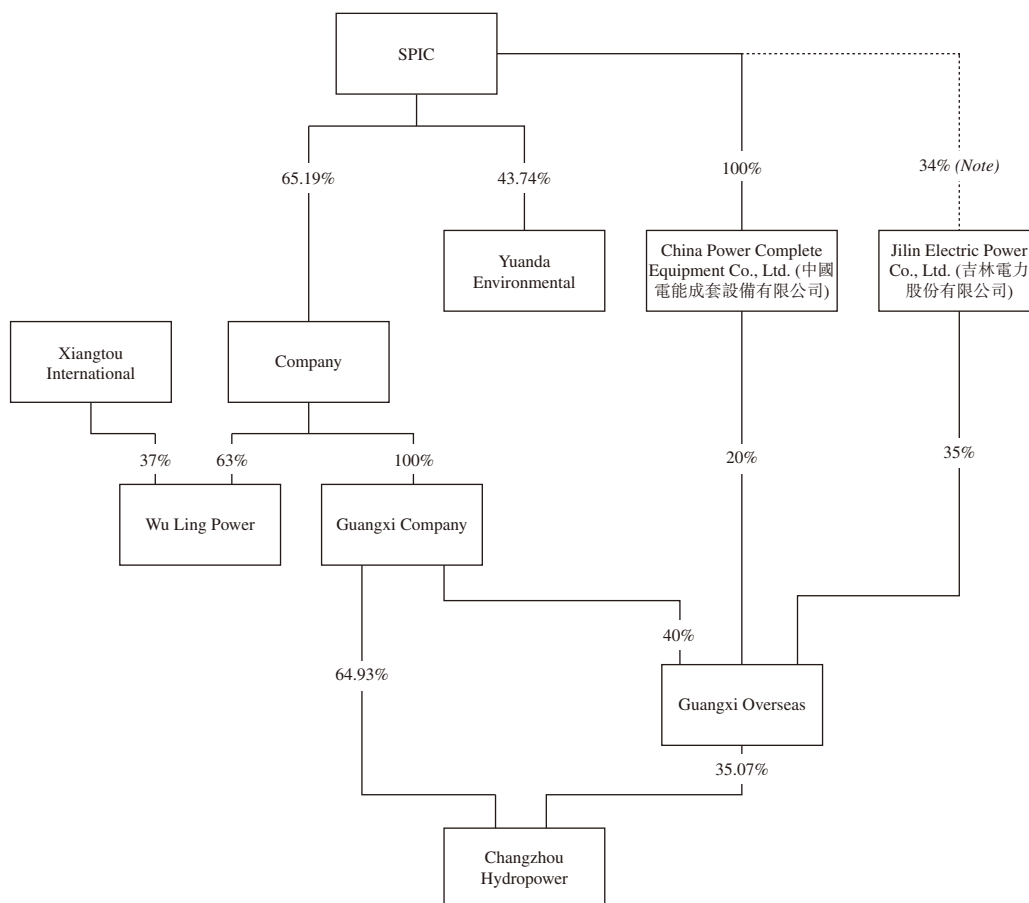 SPIC
65.19%
43.74%
100%
34% (Note)
Yuanda
Environmental
China Power Complete
Equipment Co., Ltd. (中國
電能成套設備有限公司)
Jilin Electric Power
Co., Ltd. (吉林電力
股份有限公司)
Xiangtou
International
Company
37%
63%
100%
20%
35%
Wu Ling Power
Guangxi Company
40%
64.93%
Guangxi Overseas
35.07%
Changzhou
Hydropower